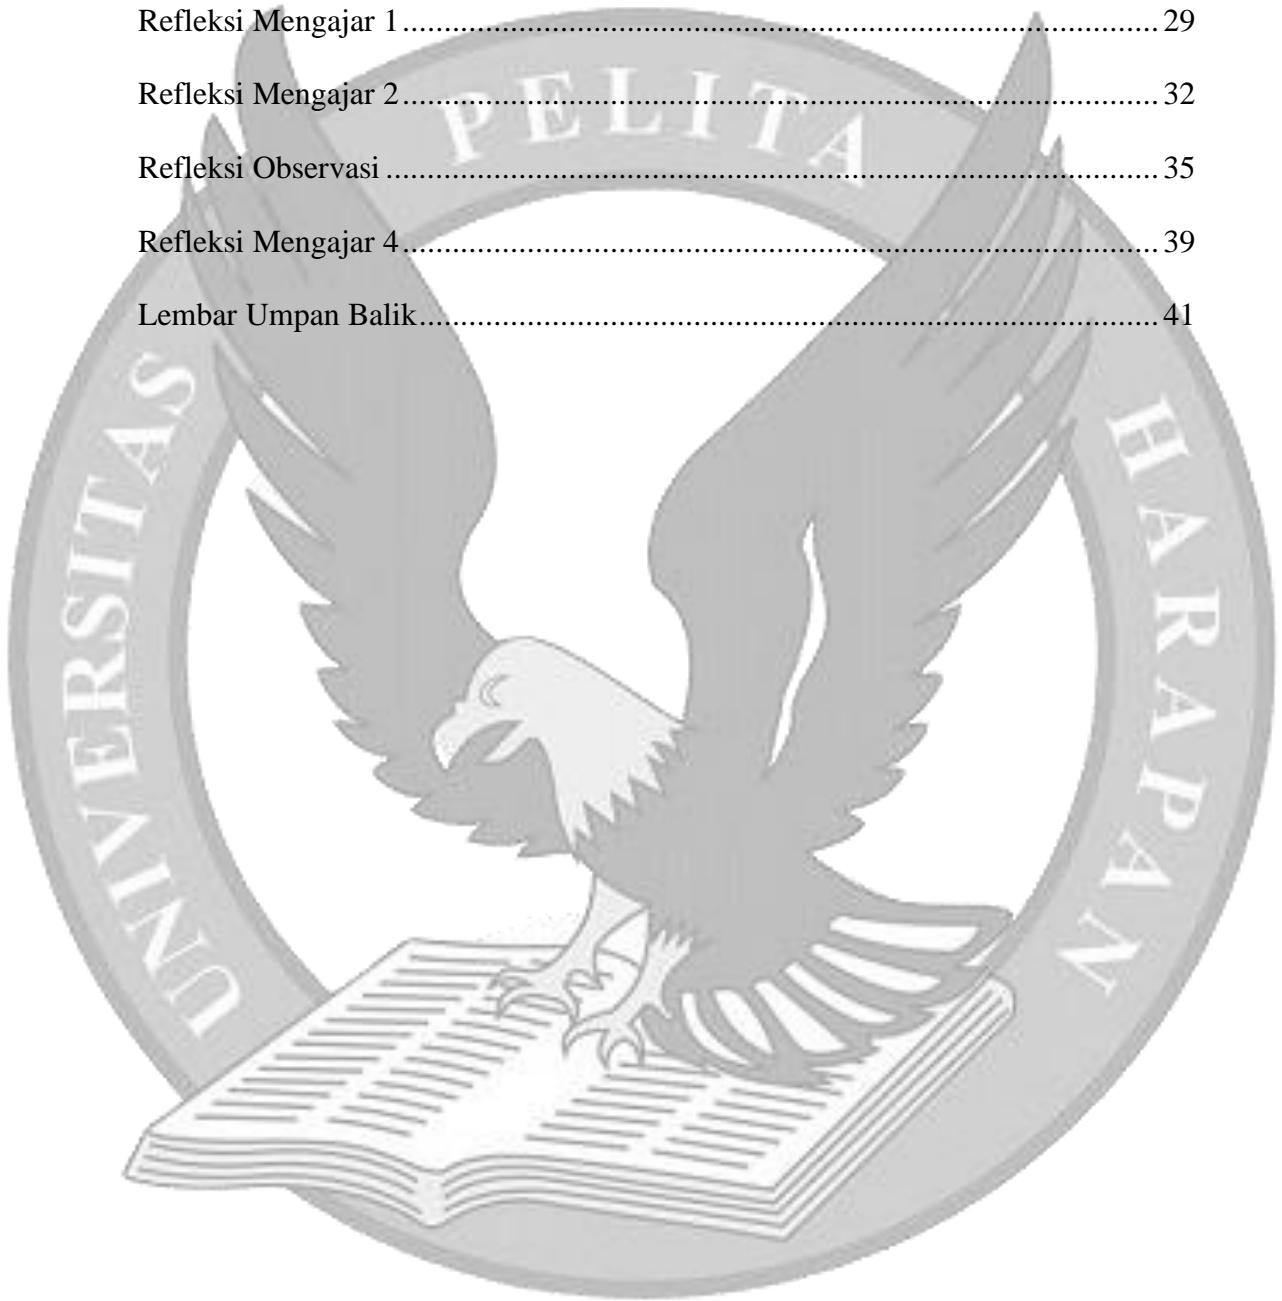 Refleksi Mengajar 1 ........................................................................................... 29
Refleksi Mengajar 2 ........................................................................................... 32
Refleksi Observasi ............................................................................................. 35
Refleksi Mengajar 4 ........................................................................................... 39
Lembar Umpan Balik ......................................................................................... 41
UNIVERSITAS PELITA HARAPAN